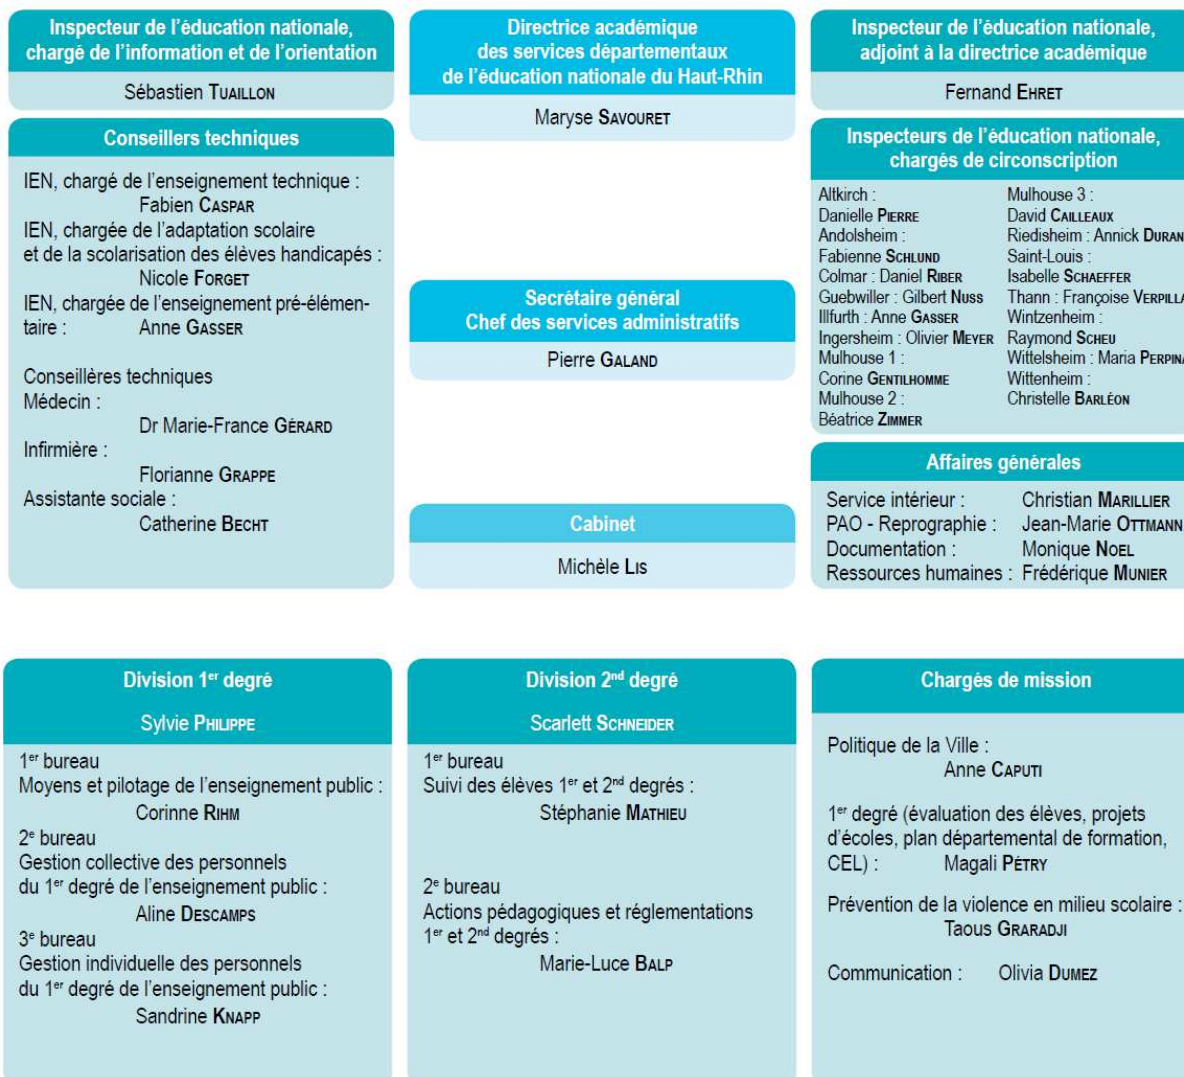 Inspecteur de l'éducation nationale,
chargé de l'information et de l'orientation
Sébastien TUAILLON
Conseillers techniques
IEN, chargé de l'enseignement technique :
Fabien CASPAR
IEN, chargée de l'adaptation scolaire
et de la scolarisation des élèves handicapés :
Nicole FORGET
IEN, chargée de l'enseignement pré-élémen-
taire : Anne GASSER
Conseillères techniques
Médecin :
Dr Marie-France GÉRARD
Infirmière :
Florianne GRAPPE
Assistante sociale :
Catherine BECHT
Directrice académique
des services départementaux
de l'éducation nationale du Haut-Rhin
Maryse SAVOURET
Secrétaire général
Chef des services administratifs
Pierre GALAND
Cabinet
Michèle LIS
Inspecteur de l'éducation nationale,
adjoint à la directrice académique
Fernand EHRET
Inspecteurs de l'éducation nationale,
chargés de circonscription
Altkirch :
Danielle PIERRE
Andolsheim :
Fabienne SCHLUND
Colmar : Daniel RIBER
Guebwiller : Gilbert NUSS
Illfurth : Anne GASSER
Ingersheim : Olivier MEYER
Mulhouse 1 :
Corine GENTILHOMME
Mulhouse 2 :
Béatrice ZIMMER
Mulhouse 3 :
David CAILLEAUX
Riedisheim : Annick
Saint-Louis :
Isabelle SCHAEFFER
Thann : Françoise
Wintzenheim :
Raymond SCHEU
Wittelsheim : Maria
Wittenheim :
Christelle BARLÉON
Affaires générales
Service intérieur : Christian MARILLIER
PAO - Reprographie : Jean-Marie OTTMANN
Documentation : Monique NOEL
Ressources humaines : Frédérique MUNIER
Division 1er degré
Sylvie PHILIPPE
1er bureau
Moyens et pilotage de l'enseignement public :
Corinne RIHM
2e bureau
Gestion collective des personnels
du 1er degré de l'enseignement public :
Aline DESCAMPS
3e bureau
Gestion individuelle des personnels
du 1er degré de l'enseignement public :
Sandrine KNAPP
Division 2nd degré
Scarlett SCHNEIDER
1er bureau
Suivi des élèves 1er et 2nd degrés :
Stéphanie MATHIEU
2e bureau
Actions pédagogiques et réglementations
1er et 2nd degrés :
Marie-Luce BALP
Chargés de mission
Politique de la Ville :
Anne CAPUTI
1er degré (évaluation des élèves, projets
d'écoles, plan départemental de formation,
CEL) : Magali PÉTRY
Prévention de la violence en milieu scolaire :
Taous GRARADJI
Communication : Olivia DUMEZ